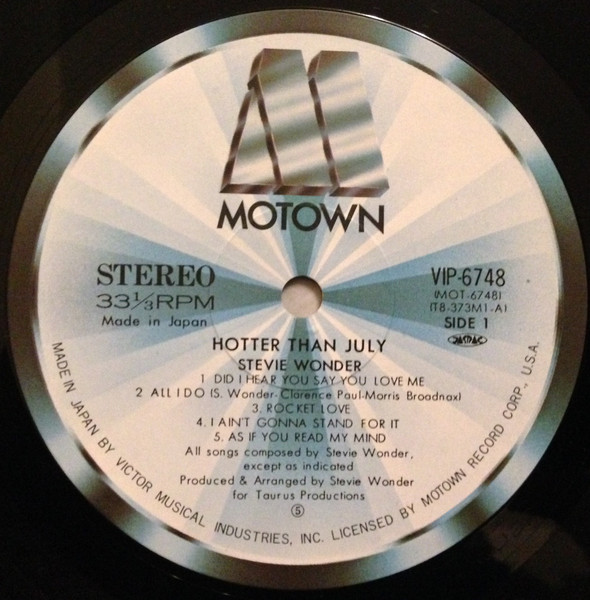 MOTOWN
STEREO
33⅓RPM
Made in Japan
VIP-6748
(MOT-6748)
(T8-373M1-A)
SIDE 1
JASRAC
HOTTER THAN JULY
STEVIE WONDER
1 DID I HEAR YOU SAY YOU LOVE ME
2 ALL I DO (S. Wonder-Clarence Paul-Morris Broadnax)
3. ROCKET LOVE
4. I AIN'T GONNA STAND FOR IT
5. AS IF YOU READ MY MIND
All songs composed by Stevie Wonder,
except as indicated
Produced & Arranged by Stevie Wonder
for Taurus Productions
⑤
MADE IN JAPAN BY VICTOR MUSICAL INDUSTRIES, INC. LICENSED BY MOTOWN RECORD CORP., U.S.A.